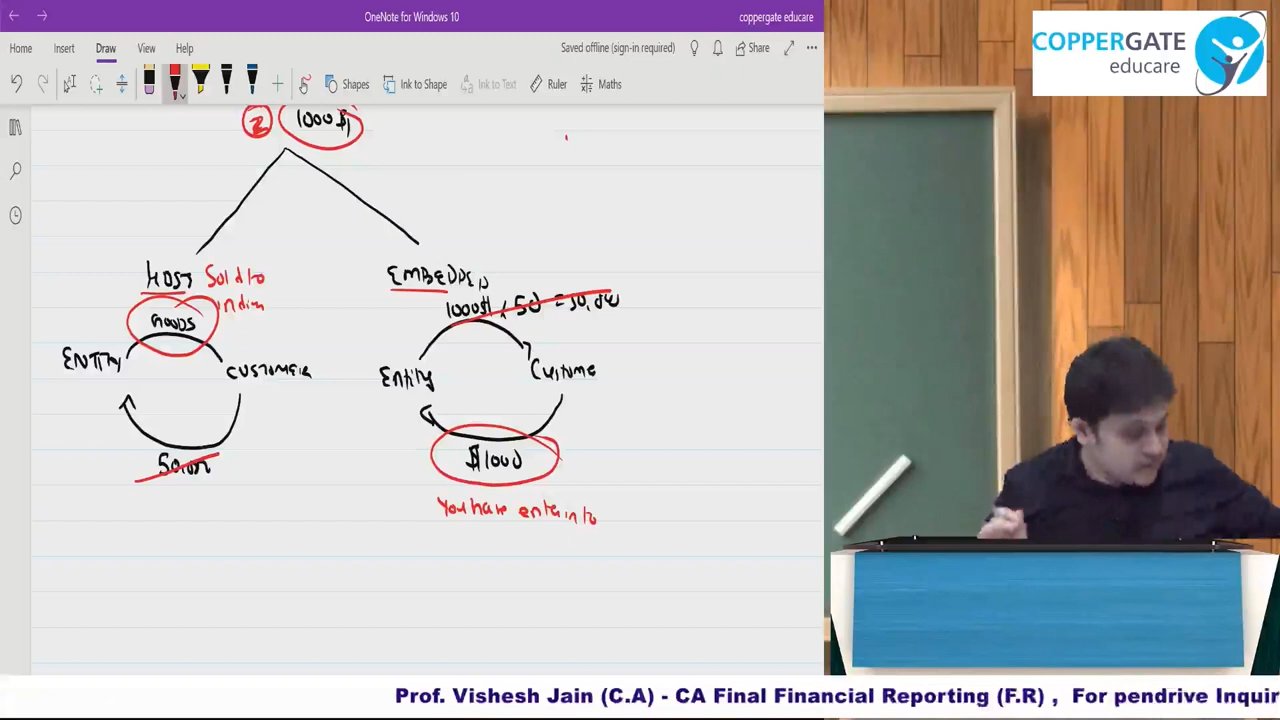 OneNote for Windows 10
coppergate educare
Home Insert Draw View Help
Saved offline (sign-in required)
Share
Shapes
Ink to Shape
Ink to Text
Ruler
Maths
COPPERGATE
educare
2 1000 $
HOST Sold to
Indian
GOODS
ENTITY
CUSTOMER
50,000
EMBEDDED
1000$ × 50 = 50,000
Entity
Custome
$1000
You have enter into
Prof. Vishesh Jain (C.A) - CA Final Financial Reporting (F.R) , For pendrive Inquir